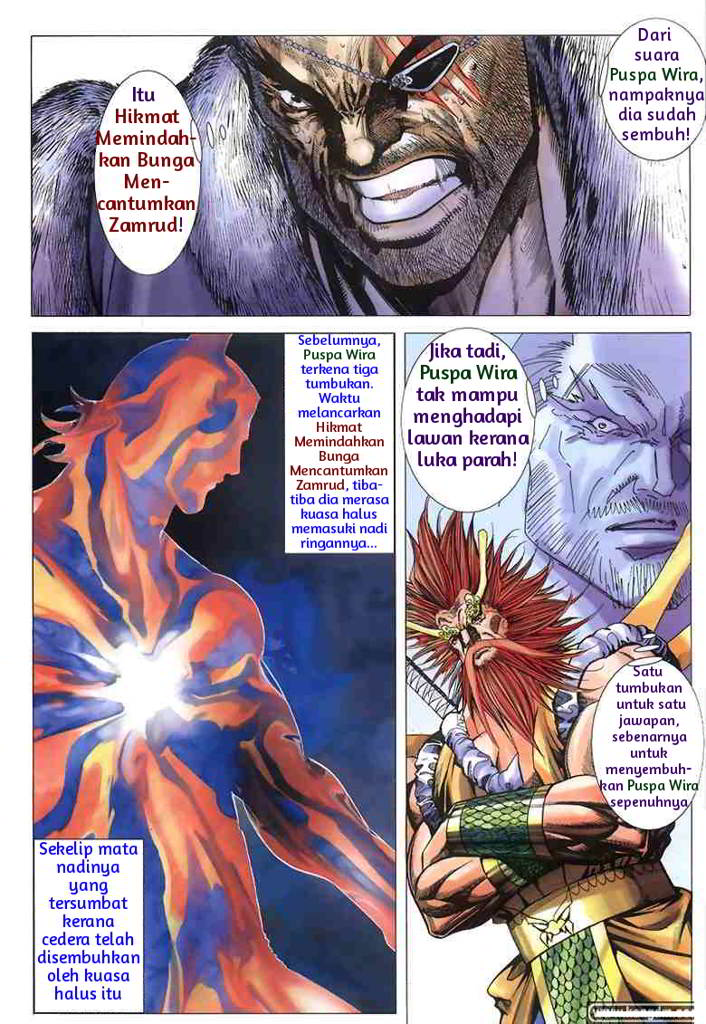 Dari
suara
Puspa Wira,
nampaknya
dia sudah
sembuh!
Itu
Hikmat
Memindah-
kan Bunga
Men-
cantumkan
Zamrud!
Sebelumnya,
Puspa Wira
terkena tiga
tumbukan.
Waktu
melancarkan
Hikmat
Memindahkan
Bunga
Mencantumkan
Zamrud, tiba-
tiba dia merasa
kuasa halus
memasuki nadi
ringannya...
Sekelip mata
nadinya
yang
tersumbat
kerana
cedera telah
disembuhkan
oleh kuasa
halus itu
Jika tadi,
Puspa Wira
tak mampu
menghadapi
lawan kerana
luka parah!
Satu
tumbukan
untuk satu
jawapan,
sebenarnya
untuk
menyembuh-
kan Puspa Wira
sepenuhnya